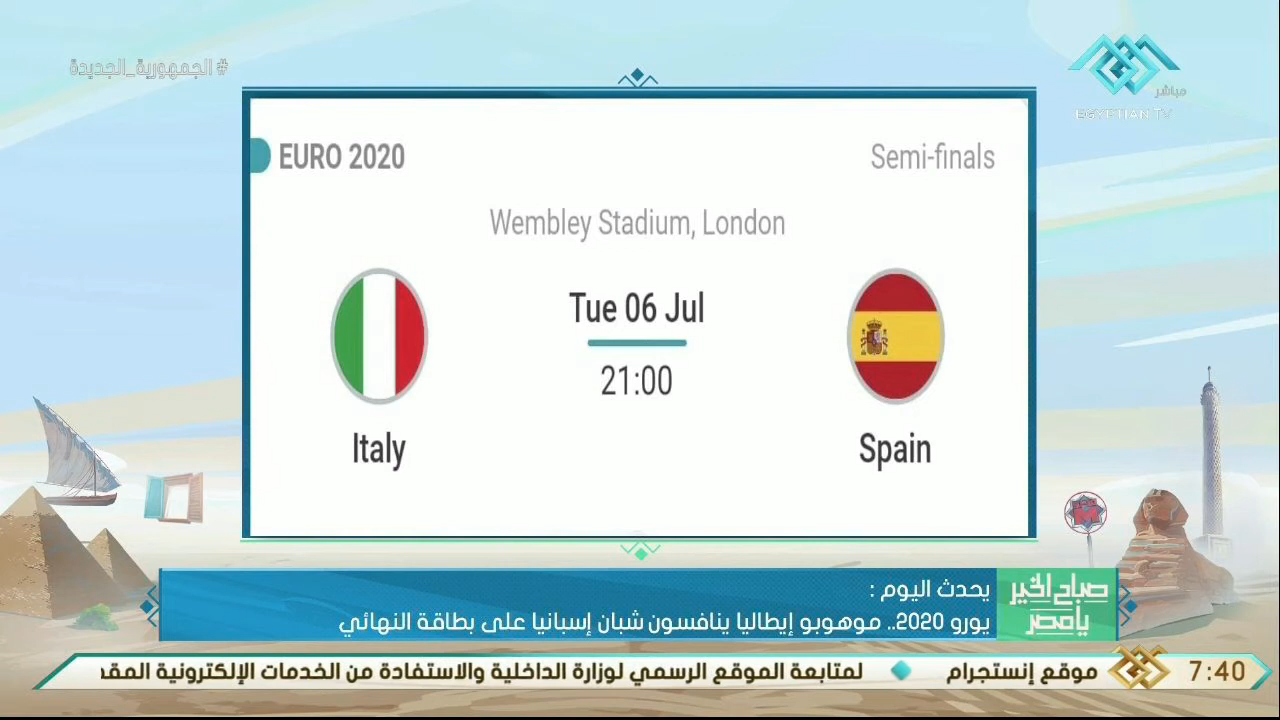 #الجمهورية_الجديدة
مباشر
EGYPTIAN TV
EURO 2020
Semi-finals
Wembley Stadium, London
Tue 06 Jul
21:00
Italy
Spain
صباح الخير
يا مصر
يحدث اليوم :
يورو 2020.. موهوبو إيطاليا ينافسون شبان إسبانيا على بطاقة النهائي
7:40
موقع إنستجرام ◆ لمتابعة الموقع الرسمي لوزارة الداخلية والاستفادة من الخدمات الإلكترونية المقد